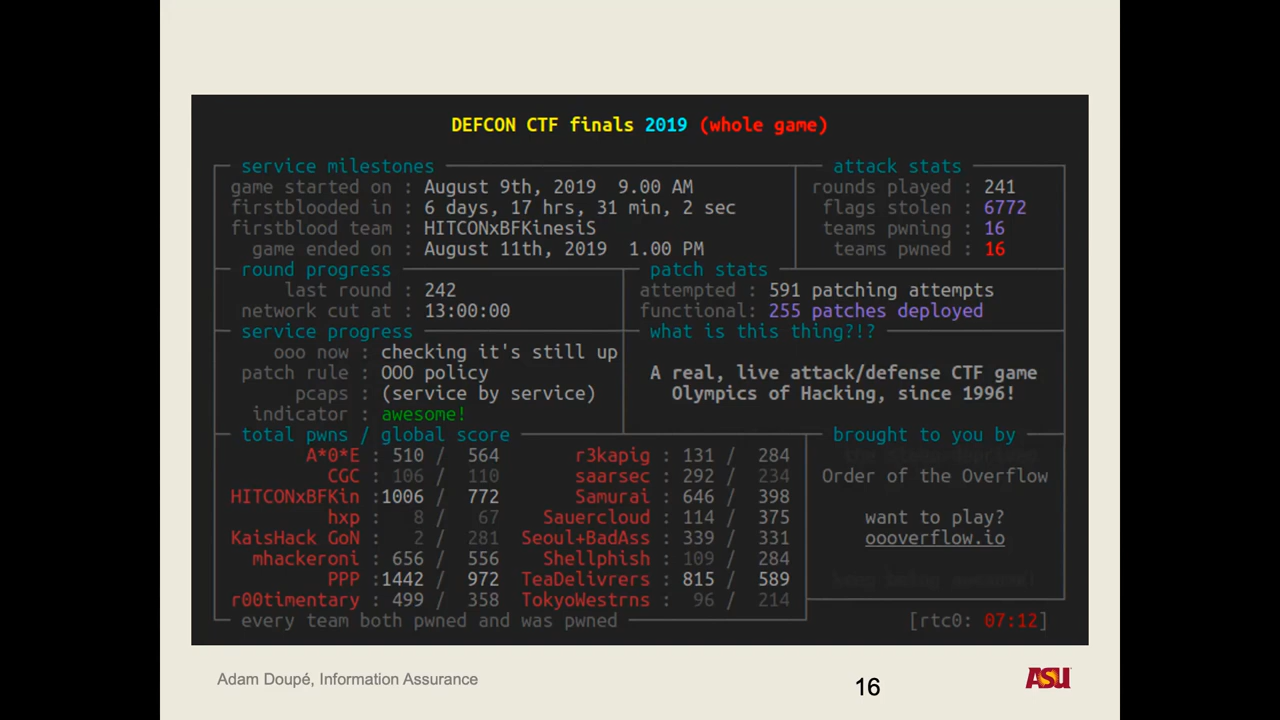 DEFCON CTF finals 2019 (whole game)
service milestones
game started on : August 9th, 2019 9.00 AM
firstblooded in : 6 days, 17 hrs, 31 min, 2 sec
firstblood team : HITCONxBFKinesiS
game ended on : August 11th, 2019 1.00 PM
attack stats
rounds played : 241
flags stolen : 6772
teams pwning : 16
teams pwned : 16
round progress
last round : 242
network cut at : 13:00:00
patch stats
attempted : 591 patching attempts
functional: 255 patches deployed
service progress
ooo now : checking it's still up
patch rule : OOO policy
pcaps : (service by service)
indicator : awesome!
what is this thing?!?
A real, live attack/defense CTF game
Olympics of Hacking, since 1996!
total pwns / global score
A*0*E : 510 / 564 r3kapig : 131 / 284
CGC : 106 / 110 saarsec : 292 / 234
HITCONxBFKin :1006 / 772 Samurai : 646 / 398
hxp : 8 / 67 Sauercloud : 114 / 375
KaisHack GoN : 2 / 281 Seoul+BadAss : 339 / 331
mhackeroni : 656 / 556 Shellphish : 109 / 284
PPP :1442 / 972 TeaDelivrers : 815 / 589
r00timentary : 499 / 358 TokyoWestrns : 96 / 214
every team both pwned and was pwned
brought to you by
Order of the Overflow
want to play?
oooverflow.io
[rtc0: 07:12]
Adam Doupé, Information Assurance
16
ASU